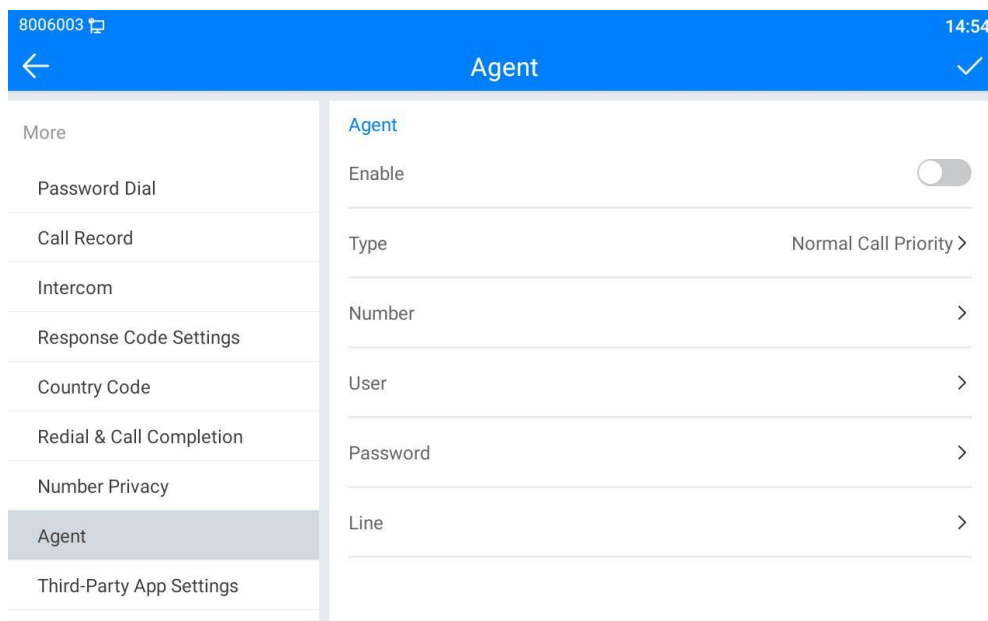 8006003
14:54
Agent
More
Password Dial
Call Record
Intercom
Response Code Settings
Country Code
Redial & Call Completion
Number Privacy
Agent
Third-Party App Settings
Agent
Enable
Type Normal Call Priority
Number
User
Password
Line